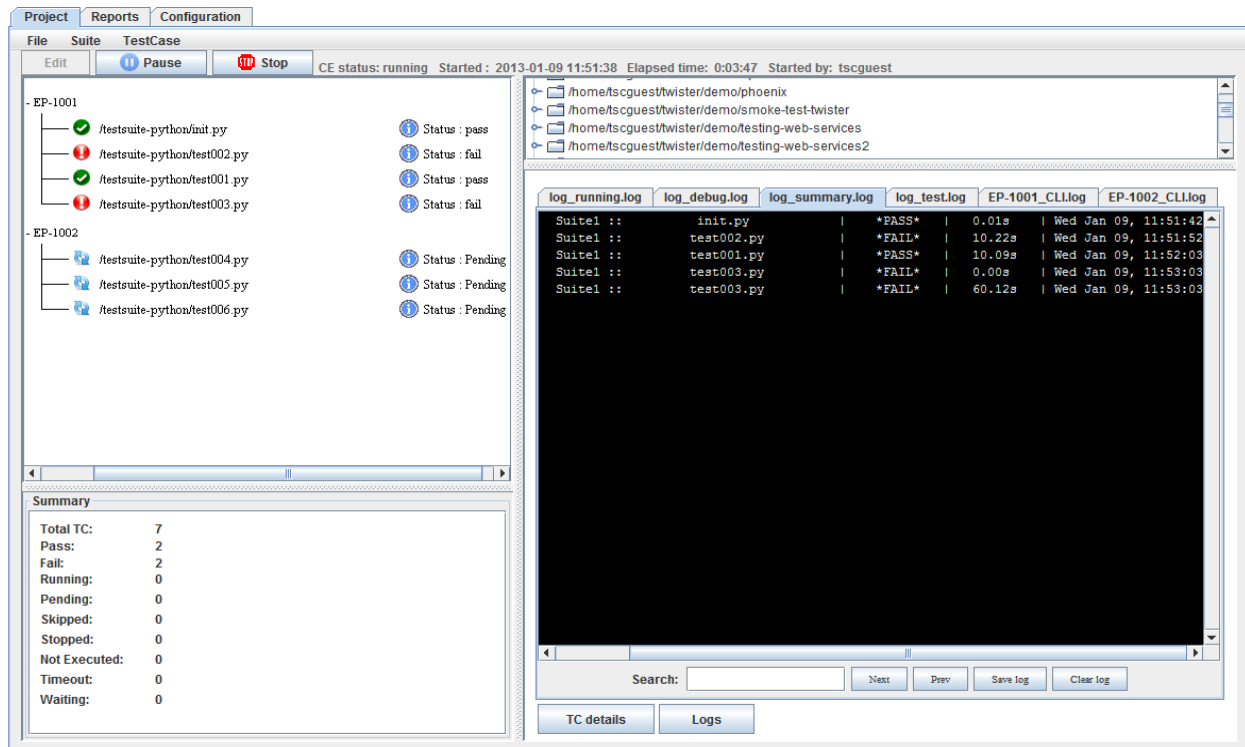 Project Reports Configuration
File Suite TestCase
Edit Pause STOP Stop CE status: running Started : 2013-01-09 11:51:38 Elapsed time: 0:03:47 Started by: tscguest
- EP-1001
/testsuite-python/init.py Status : pass
/testsuite-python/test002.py Status : fail
/testsuite-python/test001.py Status : pass
/testsuite-python/test003.py Status : fail
- EP-1002
/testsuite-python/test004.py Status : Pending
/testsuite-python/test005.py Status : Pending
/testsuite-python/test006.py Status : Pending
Summary
Total TC: 7
Pass: 2
Fail: 2
Running: 0
Pending: 0
Skipped: 0
Stopped: 0
Not Executed: 0
Timeout: 0
Waiting: 0
/home/tscguest/twister/demo/phoenix
/home/tscguest/twister/demo/smoke-test-twister
/home/tscguest/twister/demo/testing-web-services
/home/tscguest/twister/demo/testing-web-services2
log_running.log log_debug.log log_summary.log log_test.log EP-1001_CLI.log EP-1002_CLI.log
Suite1 :: init.py | *PASS* | 0.01s | Wed Jan 09, 11:51:42
Suite1 :: test002.py | *FAIL* | 10.22s | Wed Jan 09, 11:51:52
Suite1 :: test001.py | *PASS* | 10.09s | Wed Jan 09, 11:52:03
Suite1 :: test003.py | *FAIL* | 0.00s | Wed Jan 09, 11:53:03
Suite1 :: test003.py | *FAIL* | 60.12s | Wed Jan 09, 11:53:03
Search: Next Prev Save log Clear log
TC details Logs